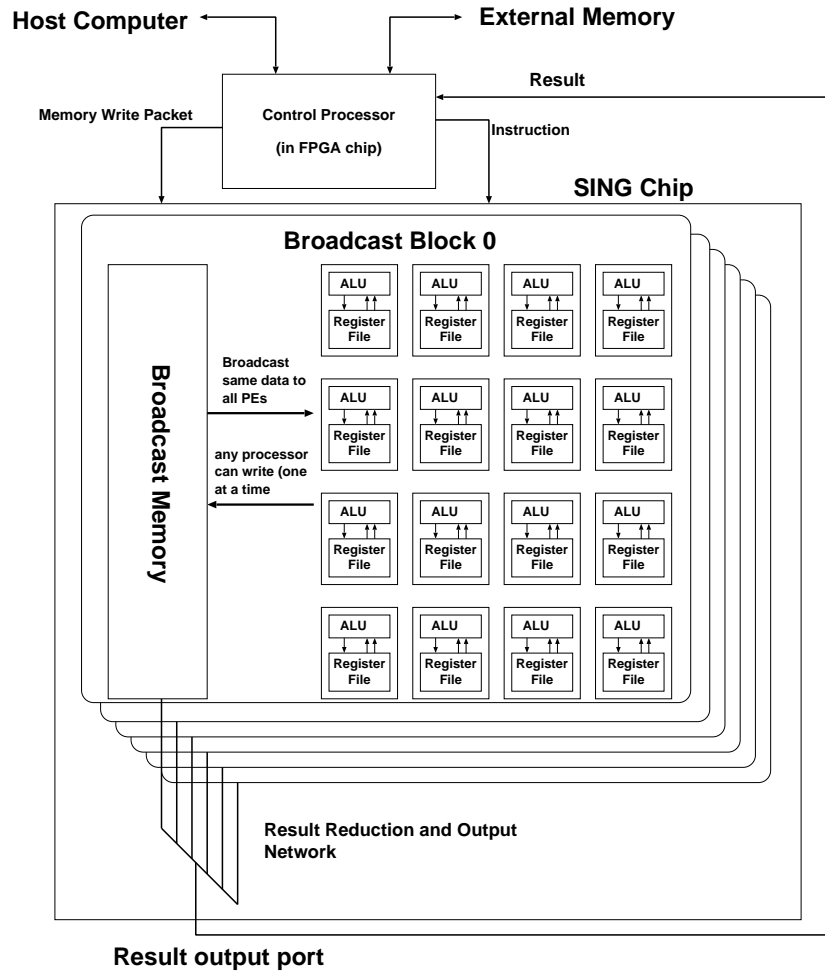 Host Computer
External Memory
Result
Memory Write Packet
Control Processor
(in FPGA chip)
Instruction
SING Chip
Broadcast Block 0
Broadcast Memory
Broadcast
same data to
all PEs
any processor
can write (one
at a time
ALU
Register
File
ALU
Register
File
ALU
Register
File
ALU
Register
File
ALU
Register
File
ALU
Register
File
ALU
Register
File
ALU
Register
File
ALU
Register
File
ALU
Register
File
ALU
Register
File
ALU
Register
File
ALU
Register
File
ALU
Register
File
ALU
Register
File
ALU
Register
File
Result Reduction and Output
Network
Result output port